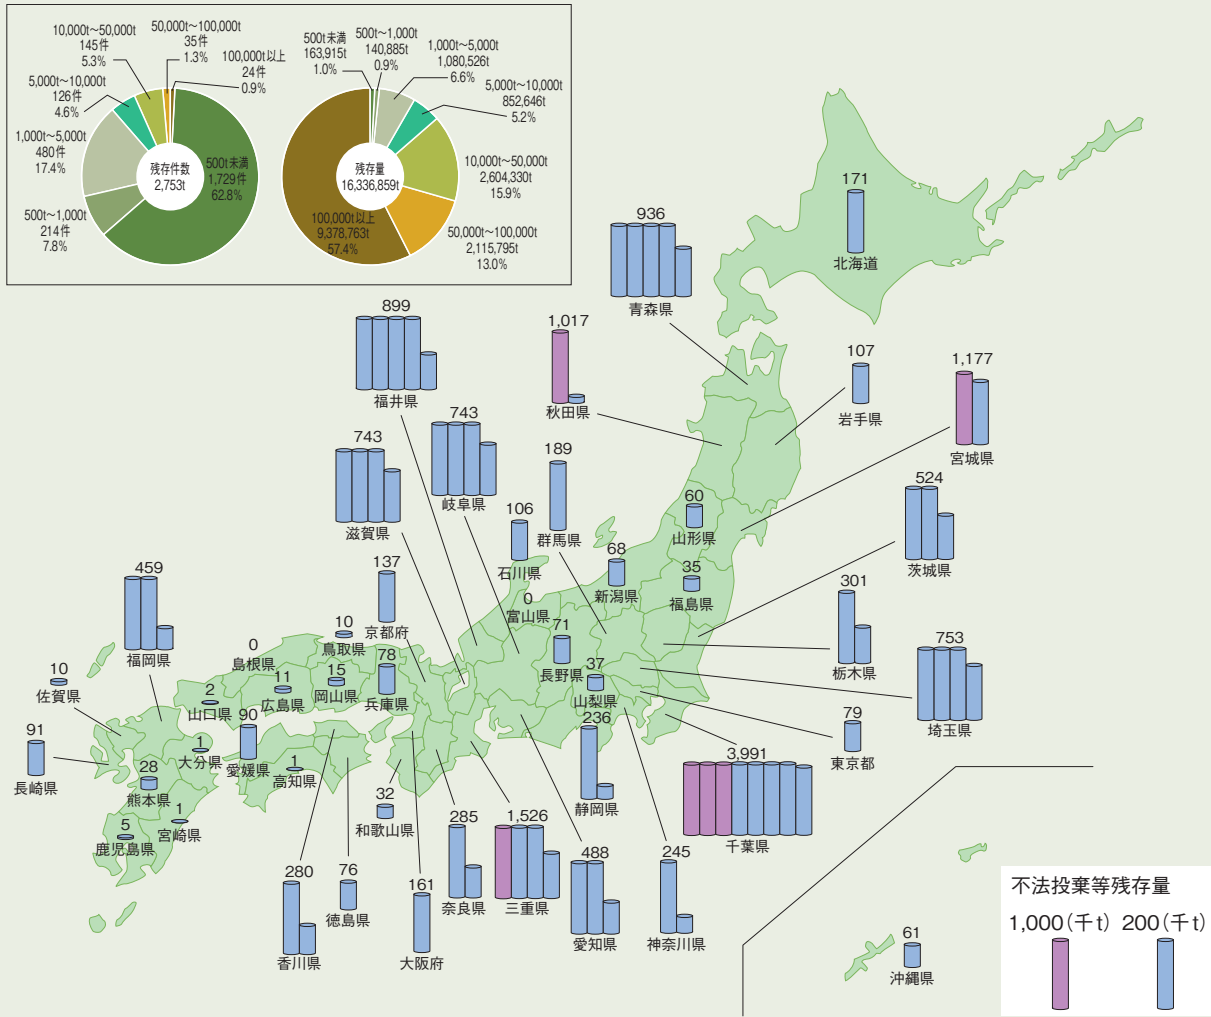 10,000t～50,000t
145件
5.3%
50,000t～100,000t
35件
1.3%
100,000t以上
24件
0.9%
5,000t～10,000t
126件
4.6%
1,000t～5,000t
480件
17.4%
500t～1,000t
214件
7.8%
残存件数
2,753t
500t未満
1,729件
62.8%
500t未満
163,915t
1.0%
500t～1,000t
140,885t
0.9%
1,000t～5,000t
1,080,526t
6.6%
5,000t～10,000t
852,646t
5.2%
10,000t～50,000t
2,604,330t
15.9%
50,000t～100,000t
2,115,795t
13.0%
100,000t以上
9,378,763t
57.4%
残存量
16,336,859t
171
北海道
936
青森県
1,017
秋田県
107
岩手県
1,177
宮城県
899
福井県
743
岐阜県
743
滋賀県
189
群馬県
106
石川県
60
山形県
524
茨城県
68
新潟県
35
福島県
0
富山県
301
栃木県
137
京都府
459
福岡県
10
鳥取県
71
長野県
753
埼玉県
0
島根県
78
兵庫県
37
山梨県
10
佐賀県
15
岡山県
11
広島県
2
山口県
236
静岡県
79
東京都
91
長崎県
90
愛媛県
1
大分県
1
高知県
3,991
千葉県
28
熊本県
1
宮崎県
32
和歌山県
5
鹿児島県
285
奈良県
1,526
三重県
488
愛知県
245
神奈川県
280
香川県
76
徳島県
161
大阪府
61
沖縄県
不法投棄等残存量
1,000(千t) 200(千t)